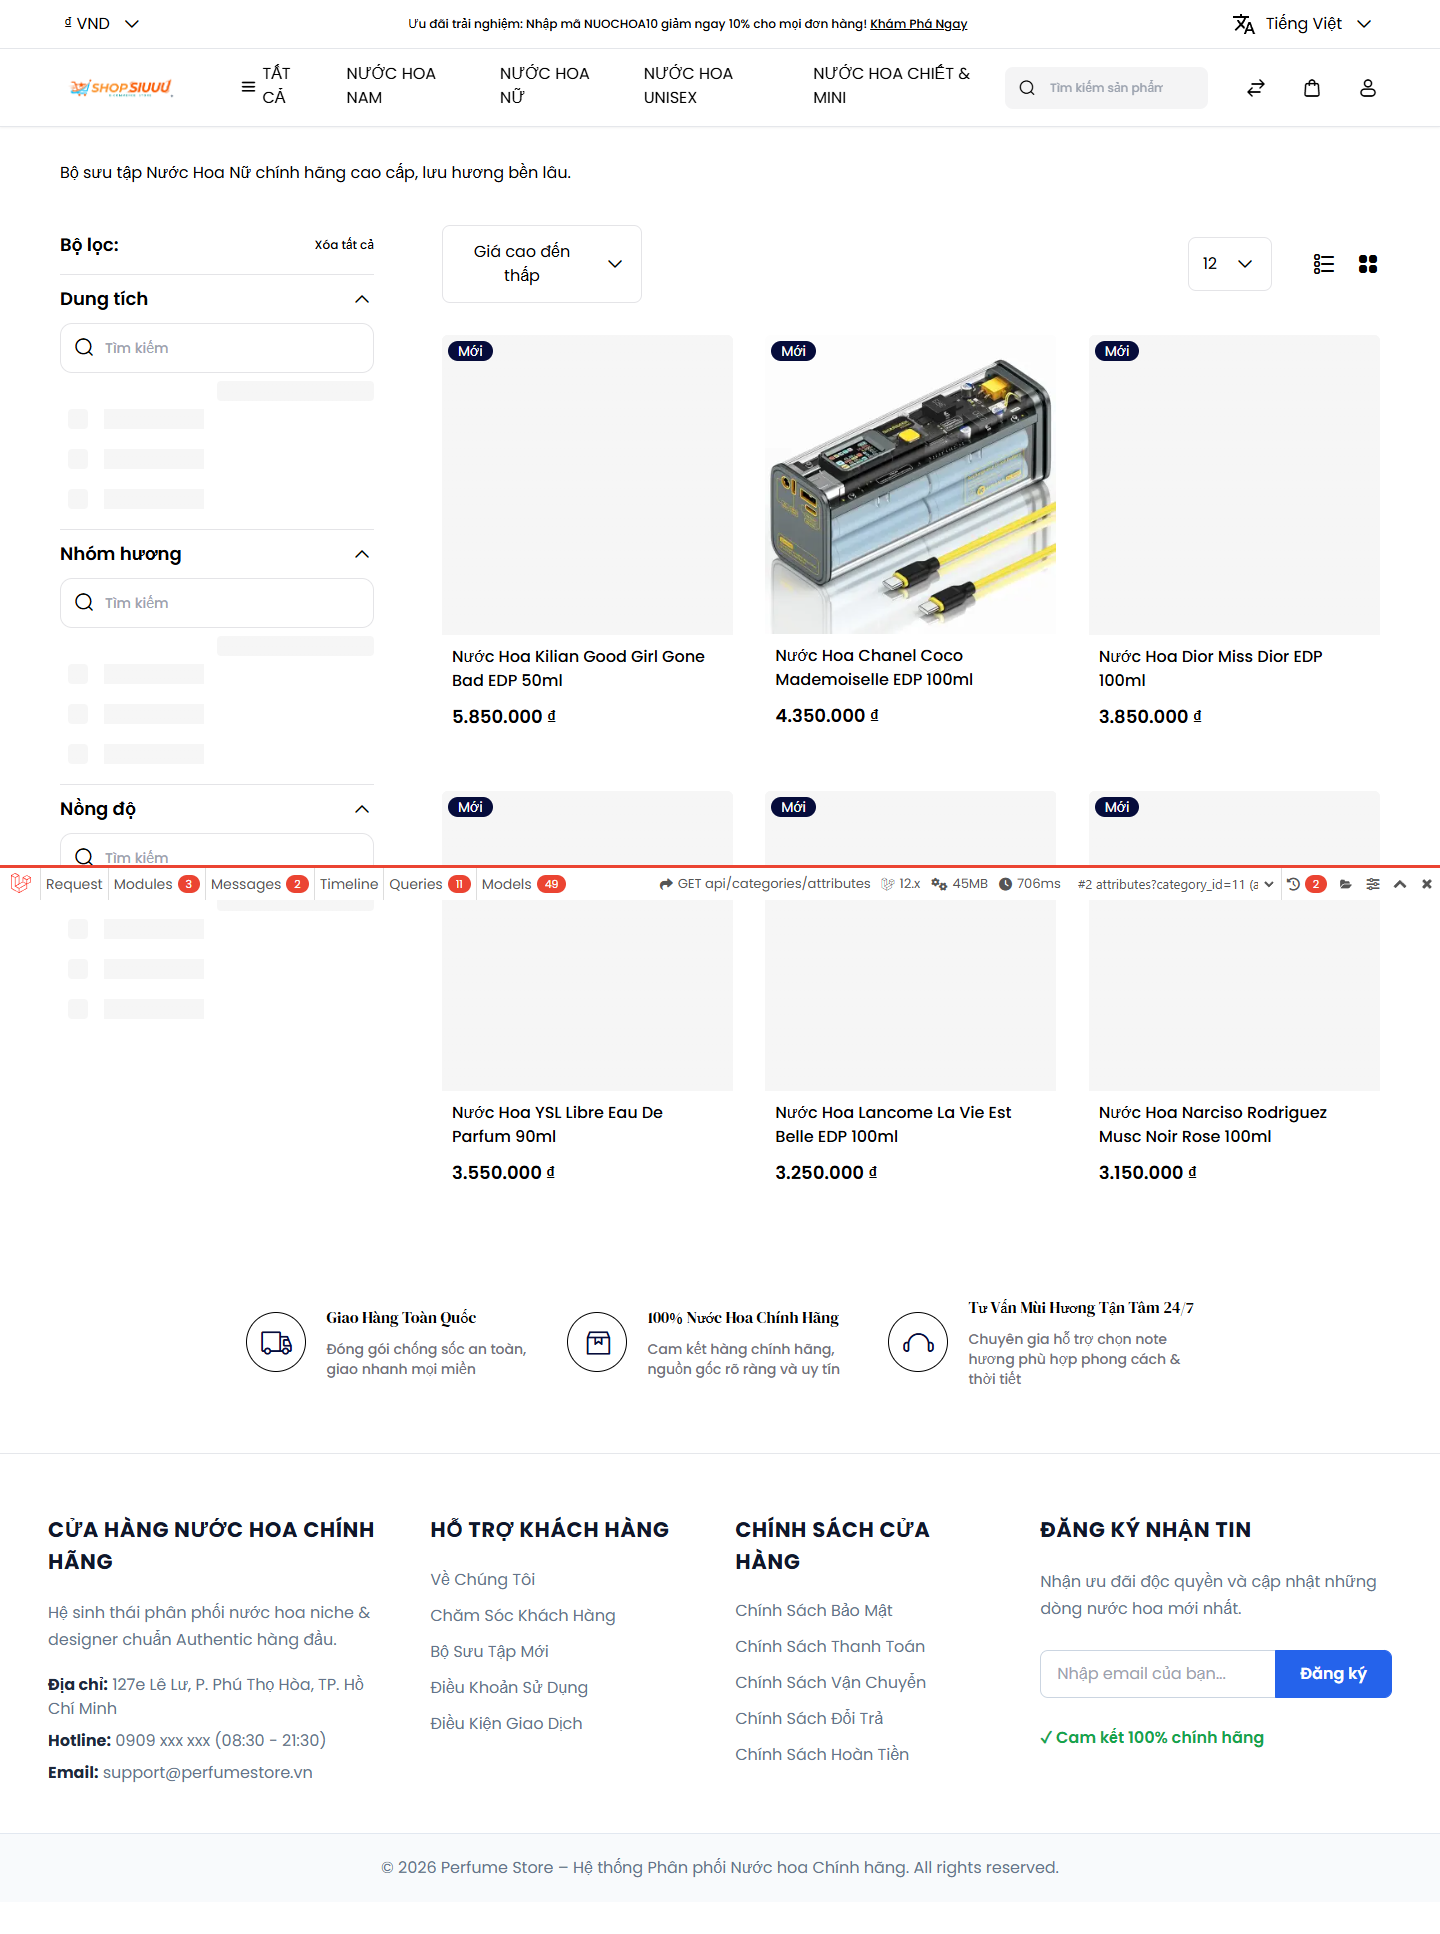 ₫ VND
Ưu đãi trải nghiệm: Nhập mã NUOCHOA10 giảm ngay 10% cho mọi đơn hàng! Khám Phá Ngay
Tiếng Việt
SHOP SIUUU
TẤT CẢ
NƯỚC HOA NAM
NƯỚC HOA NỮ
NƯỚC HOA UNISEX
NƯỚC HOA CHIẾT & MINI
Tìm kiếm sản phẩm
Bộ sưu tập Nước Hoa Nữ chính hãng cao cấp, lưu hương bền lâu.
Bộ lọc:
Xóa tất cả
Dung tích
Tìm kiếm
Nhóm hương
Tìm kiếm
Nồng độ
Tìm kiếm
Giá cao đến
thấp
12
Mới
Mới
Mới
Nước Hoa Kilian Good Girl Gone
Bad EDP 50ml
5.850.000 ₫
Nước Hoa Chanel Coco
Mademoiselle EDP 100ml
4.350.000 ₫
Nước Hoa Dior Miss Dior EDP
100ml
3.850.000 ₫
Mới
Mới
Mới
Request
Modules 3
Messages 2
Timeline
Queries 11
Models 49
GET api/categories/attributes
12.x
45MB
706ms
#2 attributes?category_id=11 (a
2
Nước Hoa YSL Libre Eau De
Parfum 90ml
3.550.000 ₫
Nước Hoa Lancome La Vie Est
Belle EDP 100ml
3.250.000 ₫
Nước Hoa Narciso Rodriguez
Musc Noir Rose 100ml
3.150.000 ₫
Giao Hàng Toàn Quốc
Đóng gói chống sốc an toàn,
giao nhanh mọi miền
100% Nước Hoa Chính Hãng
Cam kết hàng chính hãng,
nguồn gốc rõ ràng và uy tín
Tư Vấn Mùi Hương Tận Tâm 24/7
Chuyên gia hỗ trợ chọn note
hương phù hợp phong cách &
thời tiết
CỬA HÀNG NƯỚC HOA CHÍNH
HÃNG
Hệ sinh thái phân phối nước hoa niche &
designer chuẩn Authentic hàng đầu.
Địa chỉ: 127e Lê Lư, P. Phú Thọ Hòa, TP. Hồ
Chí Minh
Hotline: 0909 xxx xxx (08:30 - 21:30)
Email: support@perfumestore.vn
HỖ TRỢ KHÁCH HÀNG
Về Chúng Tôi
Chăm Sóc Khách Hàng
Bộ Sưu Tập Mới
Điều Khoản Sử Dụng
Điều Kiện Giao Dịch
CHÍNH SÁCH CỬA
HÀNG
Chính Sách Bảo Mật
Chính Sách Thanh Toán
Chính Sách Vận Chuyển
Chính Sách Đổi Trả
Chính Sách Hoàn Tiền
ĐĂNG KÝ NHẬN TIN
Nhận ưu đãi độc quyền và cập nhật những
dòng nước hoa mới nhất.
Nhập email của bạn...
Đăng ký
✓ Cam kết 100% chính hãng
© 2026 Perfume Store – Hệ thống Phân phối Nước hoa Chính hãng. All rights reserved.